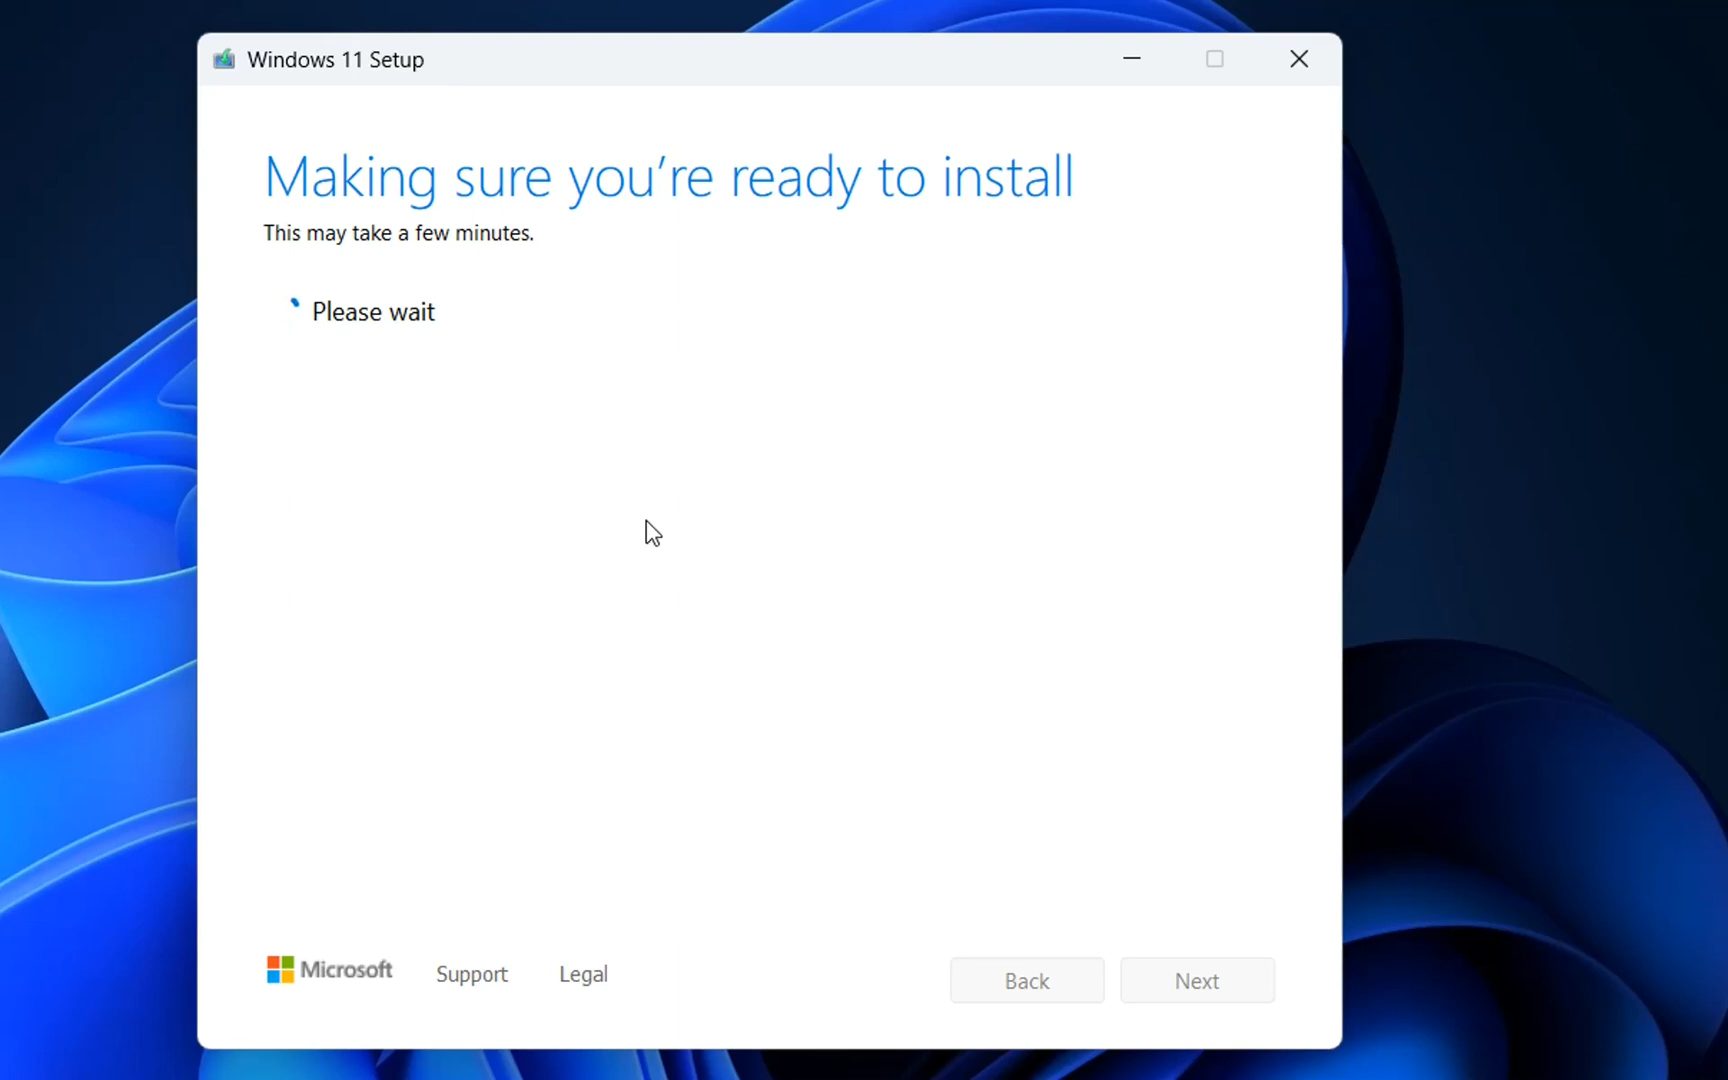 Windows 11 Setup
Making sure you're ready to install
This may take a few minutes.
Please wait
Microsoft
Support
Legal
Back
Next